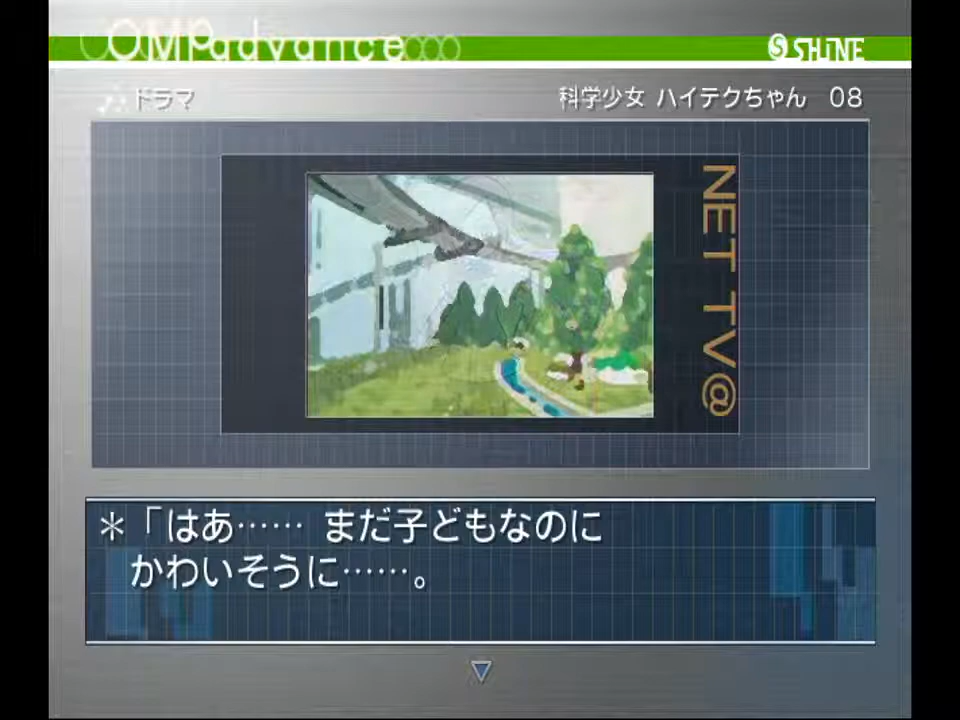 COMPadvance
S SHiNE
ドラマ
科学少女 ハイテクちゃん 08
NET TV@
＊「はあ…… まだ子どもなのに
かわいそうに……。